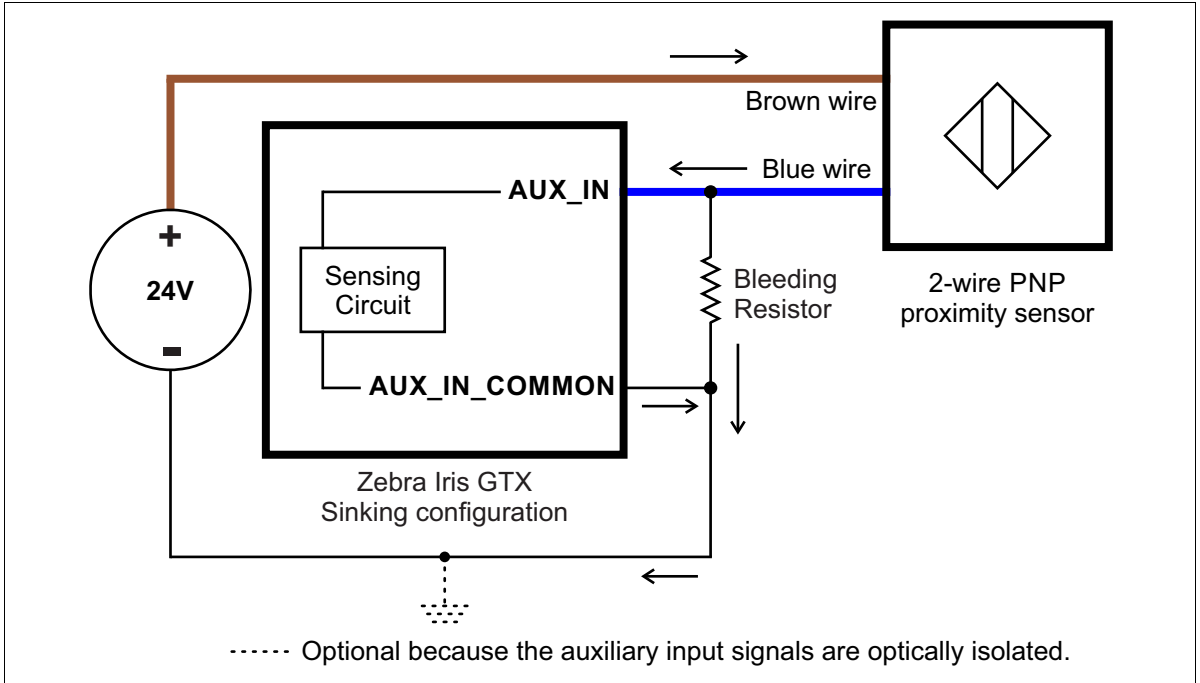 Brown wire
Blue wire
AUX_IN
+
24V
-
Sensing
Circuit
Bleeding
Resistor
2-wire PNP
proximity sensor
AUX_IN_COMMON
Zebra Iris GTX
Sinking configuration
Optional because the auxiliary input signals are optically isolated.